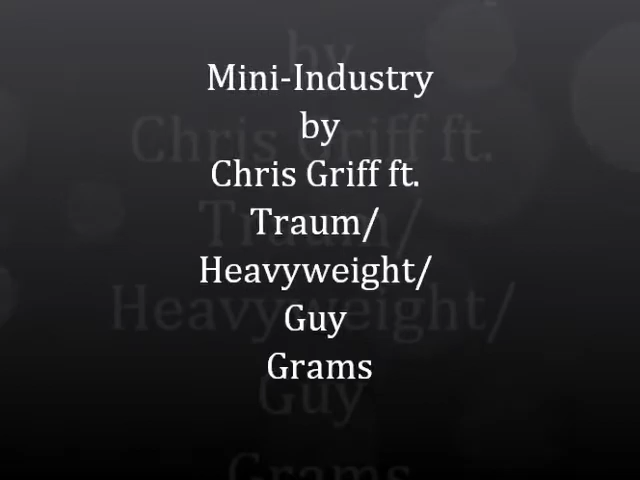 Mini-Industry
by
Chris Griff ft.
Traum/
Heavyweight/
Guy
Grams